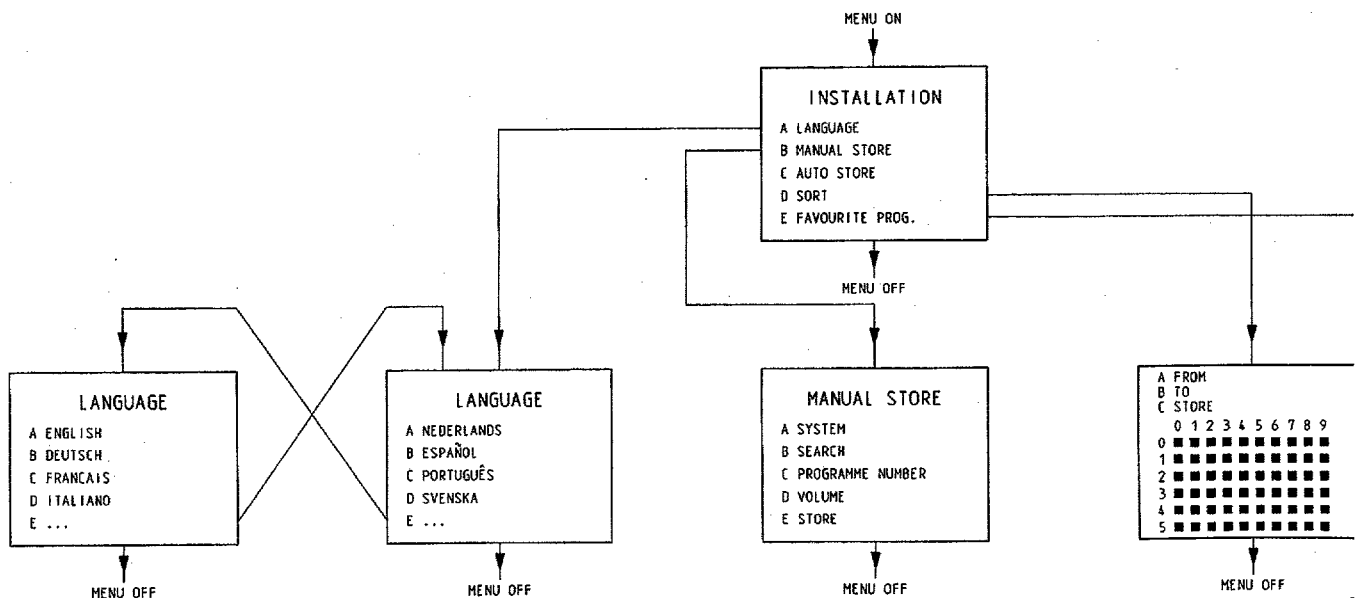 MENU ON
INSTALLATION
A LANGUAGE
B MANUAL STORE
C AUTO STORE
D SORT
E FAVOURITE PROG.
MENU OFF
LANGUAGE
A ENGLISH
B DEUTSCH
C FRANCAIS
D ITALIANO
E ...
MENU OFF
LANGUAGE
A NEDERLANDS
B ESPAÑOL
C PORTUGUÊS
D SVENSKA
E ...
MENU OFF
MANUAL STORE
A SYSTEM
B SEARCH
C PROGRAMME NUMBER
D VOLUME
E STORE
MENU OFF
A FROM
B TO
C STORE
0 1 2 3 4 5 6 7 8 9
0
1
2
3
4
5
MENU OFF